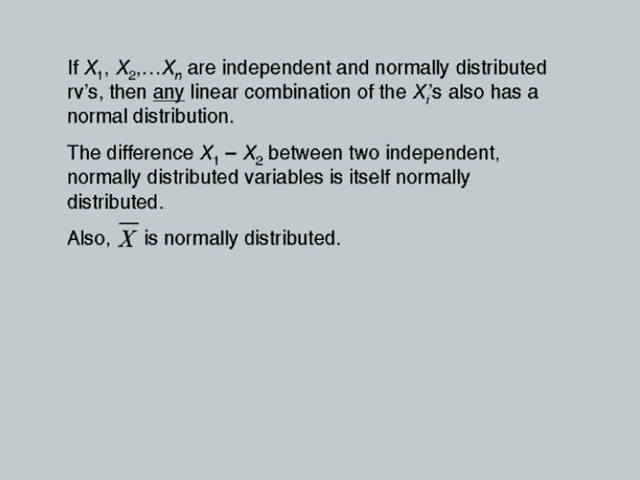 If X₁, X₂,…Xₙ are independent and normally distributed
rv's, then any linear combination of the Xᵢ's also has a
normal distribution.
The difference X₁ – X₂ between two independent,
normally distributed variables is itself normally
distributed.
Also, X̅ is normally distributed.